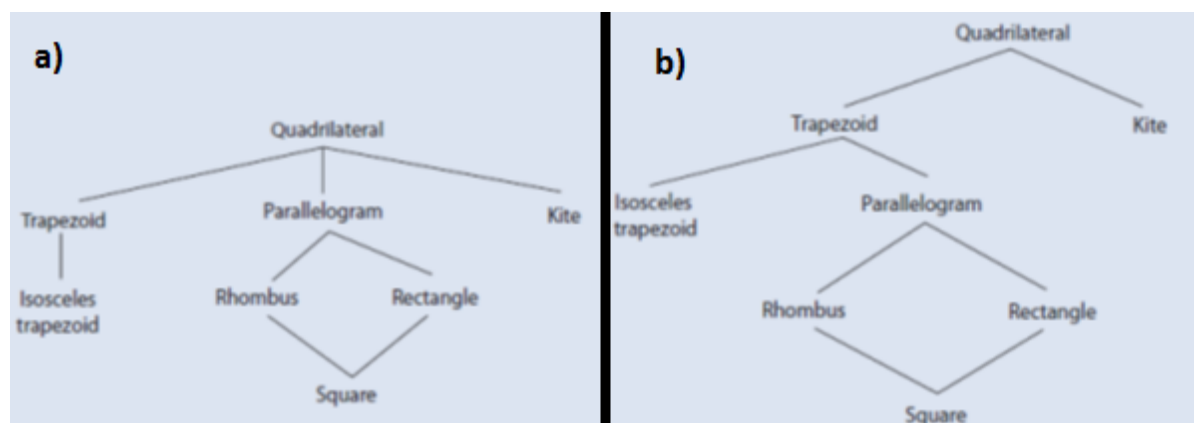 a)
Quadrilateral
Trapezoid Parallelogram Kite
Isosceles
trapezoid
Rhombus Rectangle
Square
b)
Quadrilateral
Trapezoid Kite
Isosceles
trapezoid
Parallelogram
Rhombus Rectangle
Square